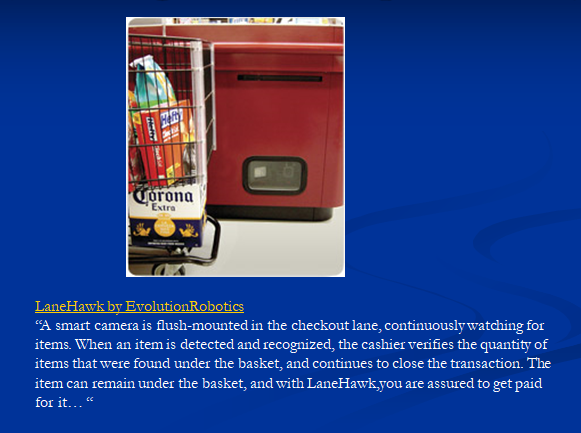 Hefty
Hefty
Corona
Extra
LaneHawk by EvolutionRobotics
“A smart camera is flush-mounted in the checkout lane, continuously watching for
items. When an item is detected and recognized, the cashier verifies the quantity of
items that were found under the basket, and continues to close the transaction. The
item can remain under the basket, and with LaneHawk,you are assured to get paid
for it… “